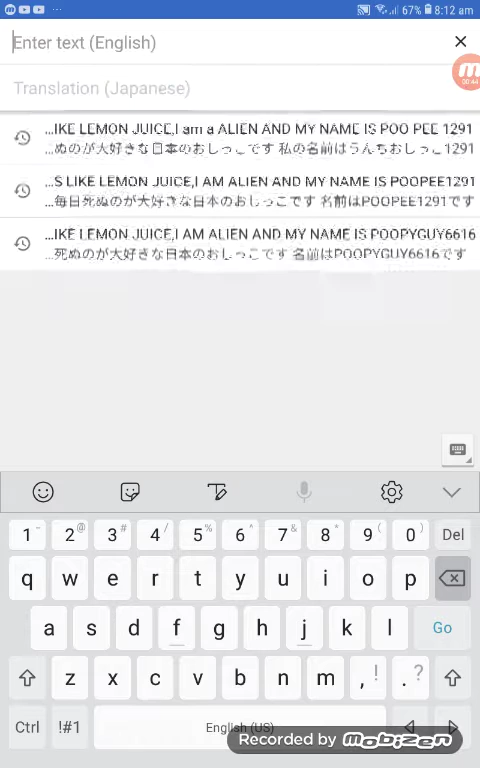 67% 8:12 am
Enter text (English)
00:44
Translation (Japanese)
...IKE LEMON JUICE,I am a ALIEN AND MY NAME IS POO PEE 1291
...ぬのが大好きな日本のおしっこです 私の名前はうんちおしっこ1291
...S LIKE LEMON JUICE,I AM ALIEN AND MY NAME IS POOPEE1291
...毎日死ぬのが大好きな日本のおしっこです 名前はPOOPEE1291です
...IKE LEMON JUICE,I AM ALIEN AND MY NAME IS POOPYGUY6616
...死ぬのが大好きな日本のおしっこです 名前はPOOPYGUY6616です
1 - 2 @ 3 # 4 / 5 % 6 ^ 7 & 8 * 9 ( 0 ) Del
q w e r t y u i o p
a s d f g h j k l Go
z x c v b n m , ! . ?
Ctrl !#1 English (US)
Recorded by mobizen